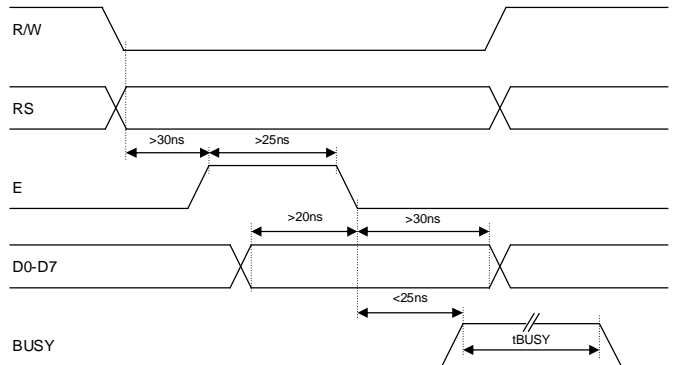 R/W
RS
>30ns >25ns
E
>20ns >30ns
D0-D7
<25ns
tBUSY
BUSY